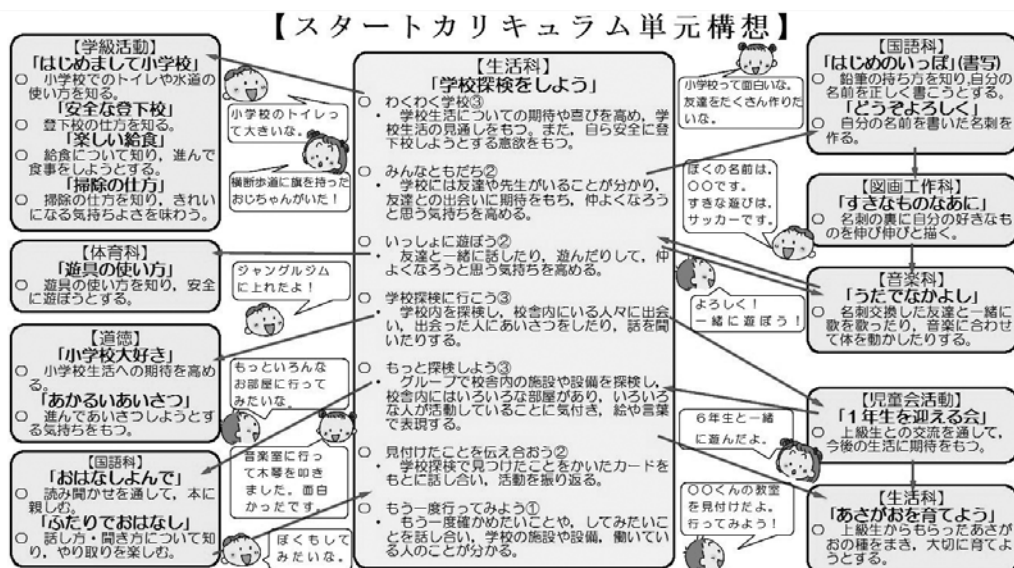 【スタートカリキュラム単元構想】
【学級活動】
「はじめまして小学校」
○ 小学校でのトイレや水道の
使い方を知る。
「安全な登下校」
○ 登下校の仕方を知る。
「楽しい給食」
○ 給食について知り，進んで
食事をしようとする。
「掃除の仕方」
○ 掃除の仕方を知り，きれい
になる気持ちよさを味わう。
【体育科】
「遊具の使い方」
○ 遊具の使い方を知り，安全
に遊ぼうとする。
【道徳】
「小学校大好き」
○ 小学校生活への期待を高め
る。
「あかるいあいさつ」
○ 進んであいさつしようとす
る気持ちをもつ。
【国語科】
「おはなしよんで」
○ 読み聞かせを通して，本に
親しむ。
「ふたりでおはなし」
○ 話し方・聞き方について知
り，やり取りを楽しむ。
小学校のトイレっ
て大きいな。
横断歩道に旗を持った
おじちゃんがいた！
ジャングルジム
に上れたよ！
もっといろんな
お部屋に行って
みたいな。
音楽室に行っ
て木琴を叩き
ました。面白
かったです。
ぼくもして
みたいな。
【生活科】
「学校探検をしよう」
○ わくわく学校③
・ 学校生活についての期待や喜びを高め，学
校生活の見通しをもつ。また，自ら安全に登
下校しようとする意欲をもつ。
○ みんなともだち②
・ 学校には友達や先生がいることが分かり，
友達との出会いに期待をもち，仲よくなろう
と思う気持ちを高める。
○ いっしょに遊ぼう②
・ 友達と一緒に話したり，遊んだりして，仲
よくなろうと思う気持ちを高める。
○ 学校探検に行こう③
・ 学校内を探検し，校舎内にいる人々に出会
い，出会った人にあいさつをしたり，話を
聞いたりする。
○ もっと探検しよう③
・ グループで校舎内の施設や設備を探検し，
校舎内にはいろいろな部屋があり，いろいろ
な人が活動していることに気付き，絵や言葉
で表現する。
○ 見付けたことを伝え合おう②
・ 学校探検で見つけたことをかいたカードを
もとに話し合い，活動を振り返る。
○ もう一度行ってみよう①
・ もう一度確かめたいことや，してみたい
ことを話し合い，学校の施設や設備，働いてい
る人のことが分かる。
小学校って面白いな。
友達をたくさん作りた
いな。
ぼくの名前は，
○○です。
すきな遊びは，
サッカーです。
よろしく！
一緒に遊ぼう！
６年生と一緒
に遊んだよ。
○○くんの教室
を見付けたよ。
行ってみよう！
【国語科】
「はじめのいっぽ」(書写)
○ 鉛筆の持ち方を知り，自分の
名前を正しく書こうとする。
「どうぞよろしく」
○ 自分の名前を書いた名刺を
作る。
【図画工作科】
「すきなものなあに」
○ 名刺の裏に自分の好きなも
のを伸び伸びと描く。
【音楽科】
「うたでなかよし」
○ 名刺交換した友達と一緒に
歌を歌ったり，音楽に合わせ
て体を動かしたりする。
【児童会活動】
「１年生を迎える会」
○ 上級生との交流を通して，
今後の生活に期待をもつ。
【生活科】
「あさがおを育てよう」
○ 上級生からもらったあさが
おの種をまき，大切に育てよ
うとする。